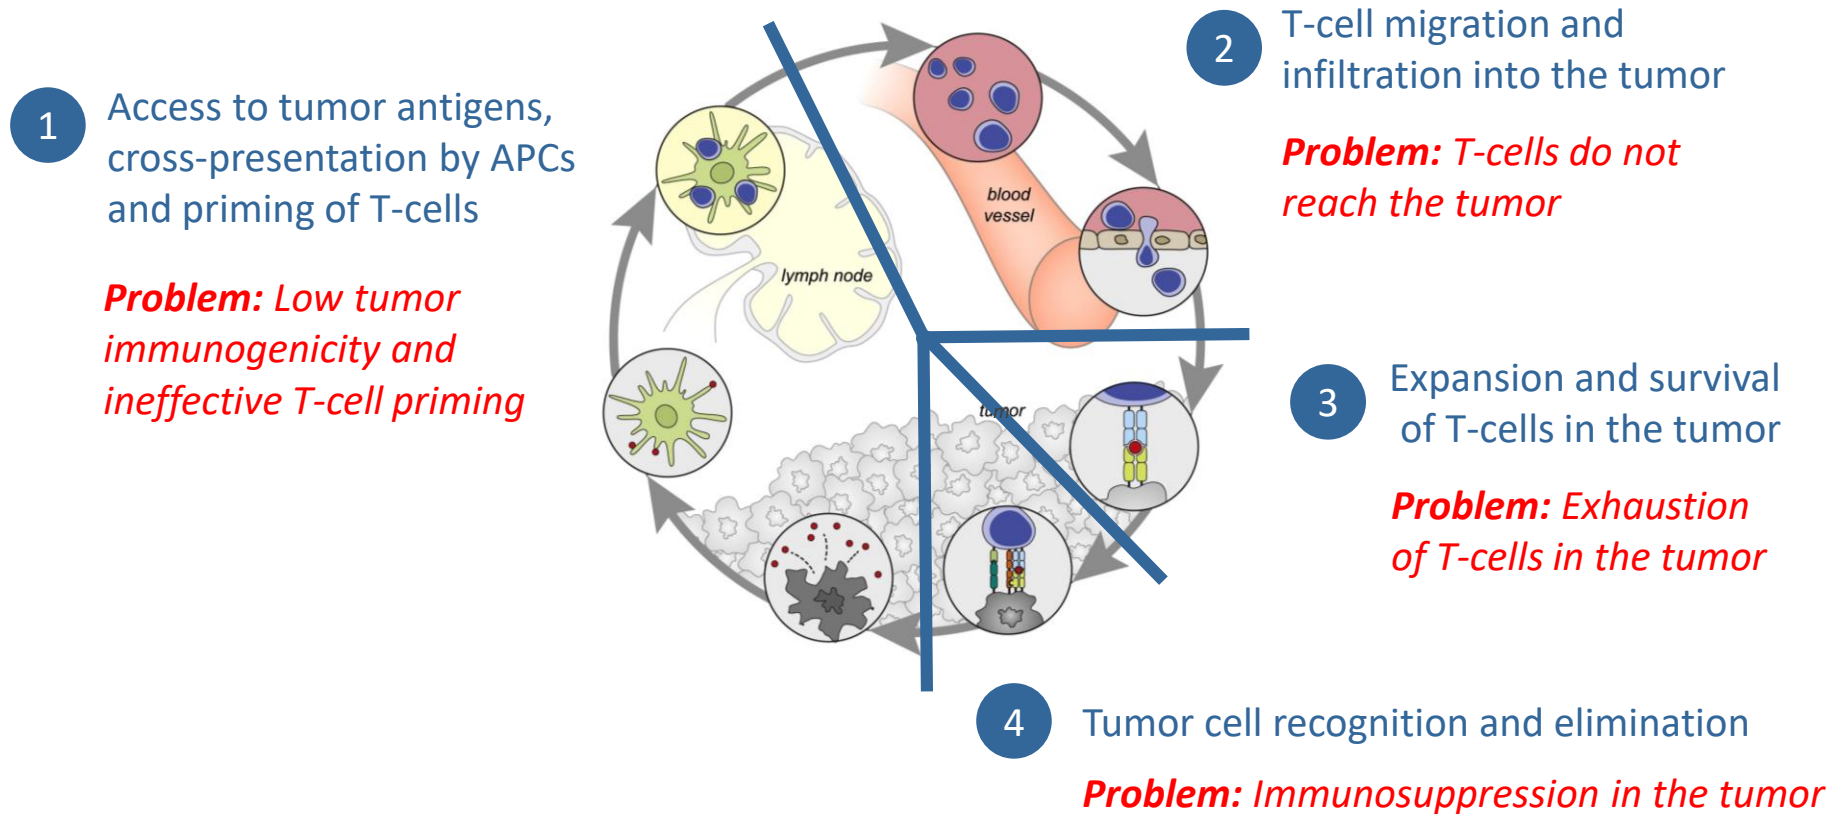 1
Access to tumor antigens,
cross-presentation by APCs
and priming of T-cells
Problem: Low tumor
immunogenicity and
ineffective T-cell priming
2
T-cell migration and
infiltration into the tumor
Problem: T-cells do not
reach the tumor
blood
vessel
lymph node
tumor
3
Expansion and survival
of T-cells in the tumor
Problem: Exhaustion
of T-cells in the tumor
4
Tumor cell recognition and elimination
Problem: Immunosuppression in the tumor